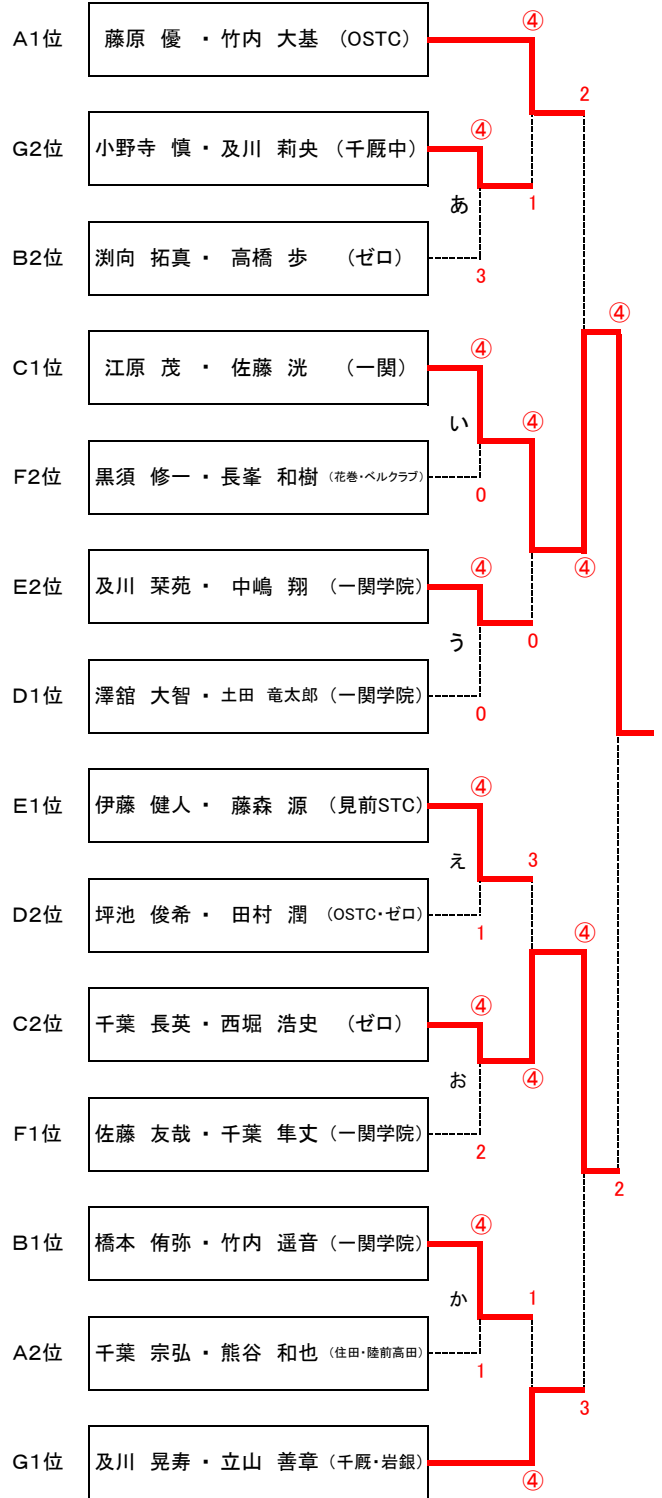 ④
A1位 藤原 優 ・ 竹内 大基 (OSTC)
2
④
G2位 小野寺 慎 ・ 及川 莉央 (千厩中)
あ 1
B2位 渕向 拓真 ・ 高橋 歩 (ゼロ)
3
④
④
C1位 江原 茂 ・ 佐藤 洸 (一関)
い ④
F2位 黒須 修一 ・ 長峯 和樹 (花巻・ベルクラブ)
0
④ ④
E2位 及川 栞苑 ・ 中嶋 翔 (一関学院)
う 0
D1位 澤舘 大智 ・ 土田 竜太郎 (一関学院)
0
④
E1位 伊藤 健人 ・ 藤森 源 (見前STC)
え 3
D2位 坪池 俊希 ・ 田村 潤 (OSTC・ゼロ)
1 ④
④
C2位 千葉 長英 ・ 西堀 浩史 (ゼロ)
お ④
F1位 佐藤 友哉 ・ 千葉 隼丈 (一関学院)
2
2
④
B1位 橋本 侑弥 ・ 竹内 遥音 (一関学院)
か 1
A2位 千葉 宗弘 ・ 熊谷 和也 (住田・陸前高田)
1
3
G1位 及川 晃寿 ・ 立山 善章 (千厩・岩銀)
④